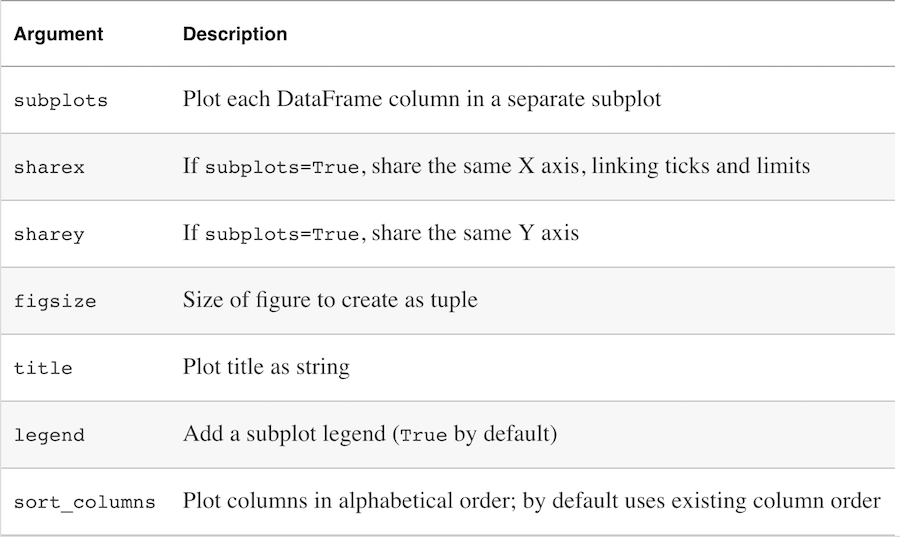 Argument Description
subplots Plot each DataFrame column in a separate subplot
sharex If subplots=True, share the same X axis, linking ticks and limits
sharey If subplots=True, share the same Y axis
figsize Size of figure to create as tuple
title Plot title as string
legend Add a subplot legend (True by default)
sort_columns Plot columns in alphabetical order; by default uses existing column order